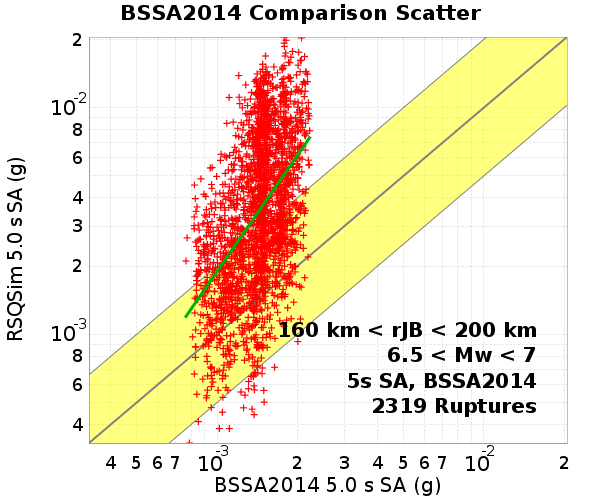 BSSA2014 Comparison Scatter
RSQSim 5.0 s SA (g)
2
10-2
8
6
4
3
2
10-3
8
6
4
160 km < rJB < 200 km
6.5 < Mw < 7
5s SA, BSSA2014
2319 Ruptures
4 5 6 7 10-3 2 3 4 5 6 7 10-2 2
BSSA2014 5.0 s SA (g)